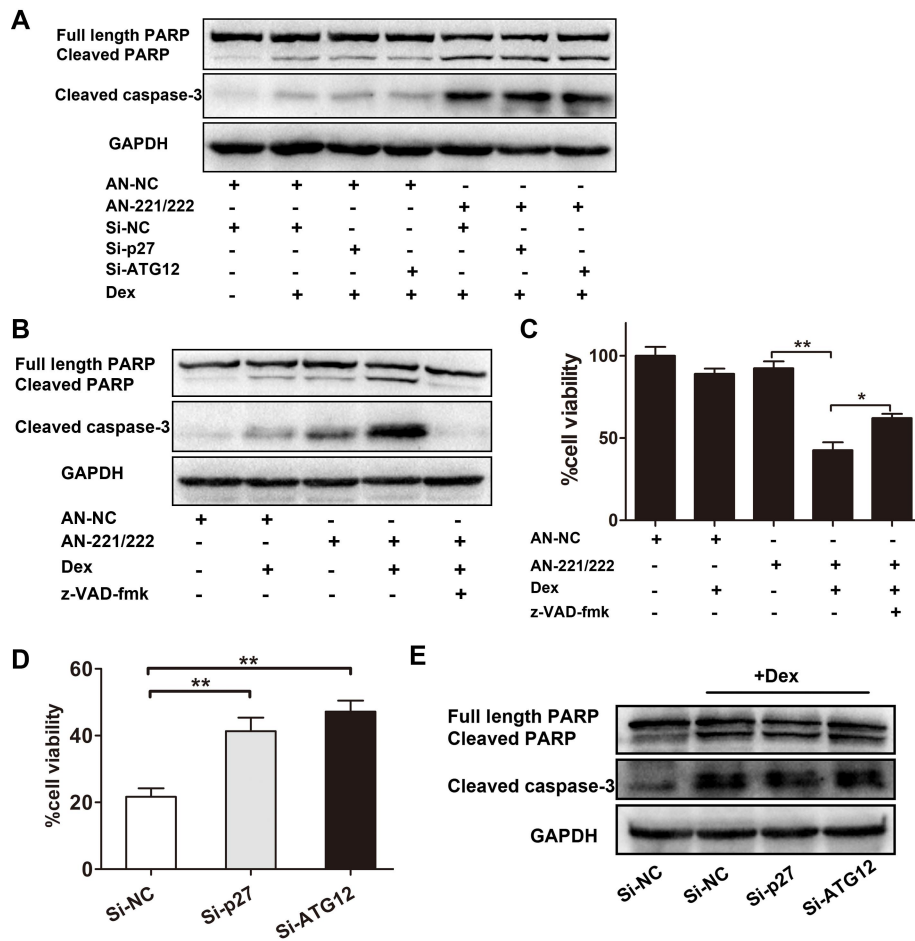 A
Full length PARP
Cleaved PARP
Cleaved caspase-3
GAPDH
AN-NC + + + + - - -
AN-221/222 - - - - + + +
Si-NC + + - - + - -
Si-p27 - - + - - + -
Si-ATG12 - - - + - - +
Dex - + + + + + +
B
Full length PARP
Cleaved PARP
Cleaved caspase-3
GAPDH
AN-NC + + - - -
AN-221/222 - - + + +
Dex - + - + +
z-VAD-fmk - - - - +
C
%cell viability
100
50
0
**
*
AN-NC + + - - -
AN-221/222 - - + + +
Dex - + - + +
z-VAD-fmk - - - - +
D
%cell viability
60
40
20
0
**
**
Si-NC
Si-p27
Si-ATG12
E
+Dex
Full length PARP
Cleaved PARP
Cleaved caspase-3
GAPDH
Si-NC
Si-NC
Si-p27
Si-ATG12